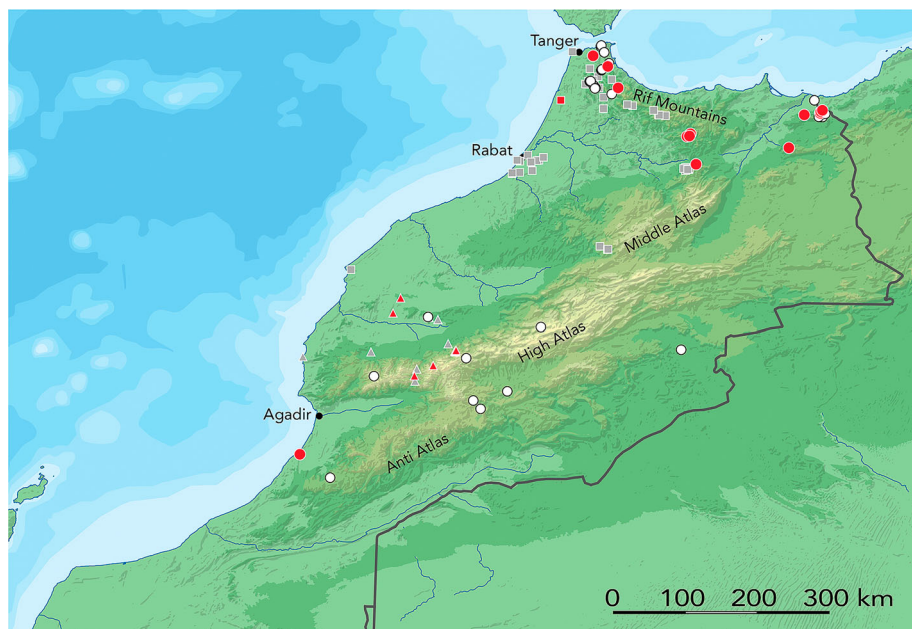 Tanger
Rif Mountains
Rabat
Middle Atlas
High Atlas
Agadir
Anti Atlas
0 100 200 300 km